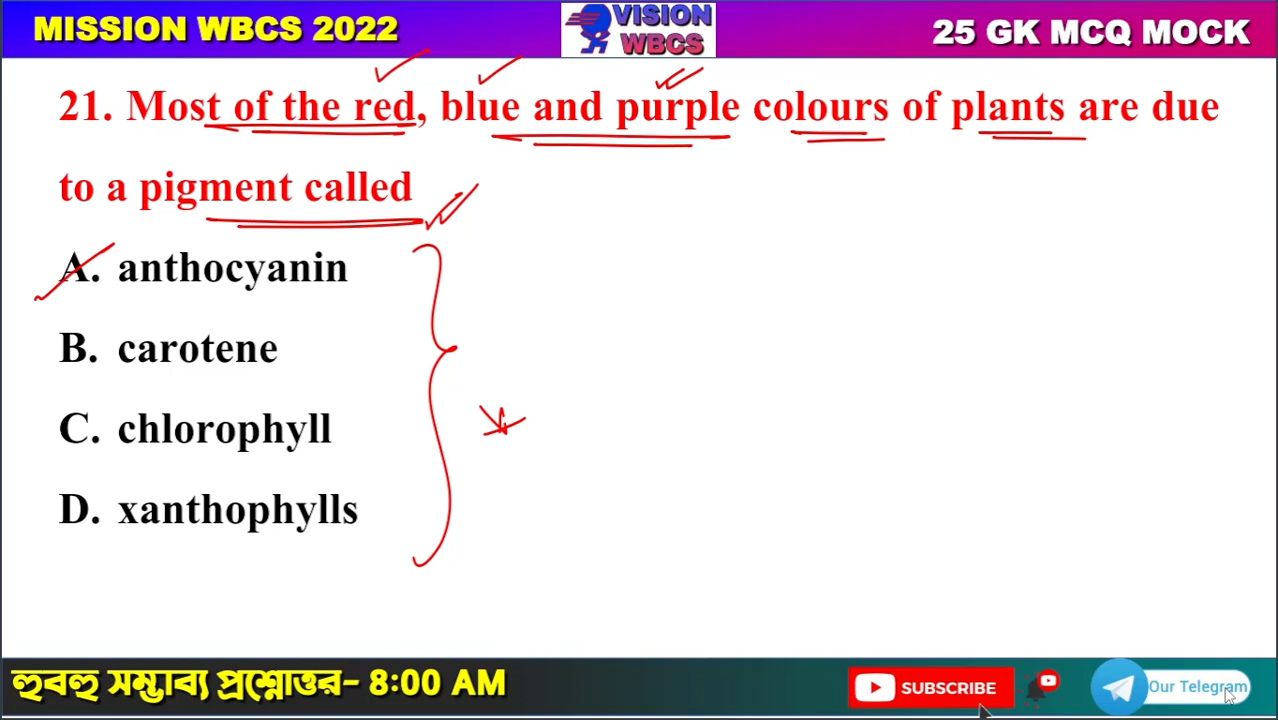 MISSION WBCS 2022
VISION
WBCS
25 GK MCQ MOCK
21. Most of the red, blue and purple colours of plants are due
to a pigment called
A. anthocyanin
B. carotene
C. chlorophyll
D. xanthophylls
হুবহু সম্ভাব্য প্রশ্নোত্তর- 8:00 AM
SUBSCRIBE
Our Telegram